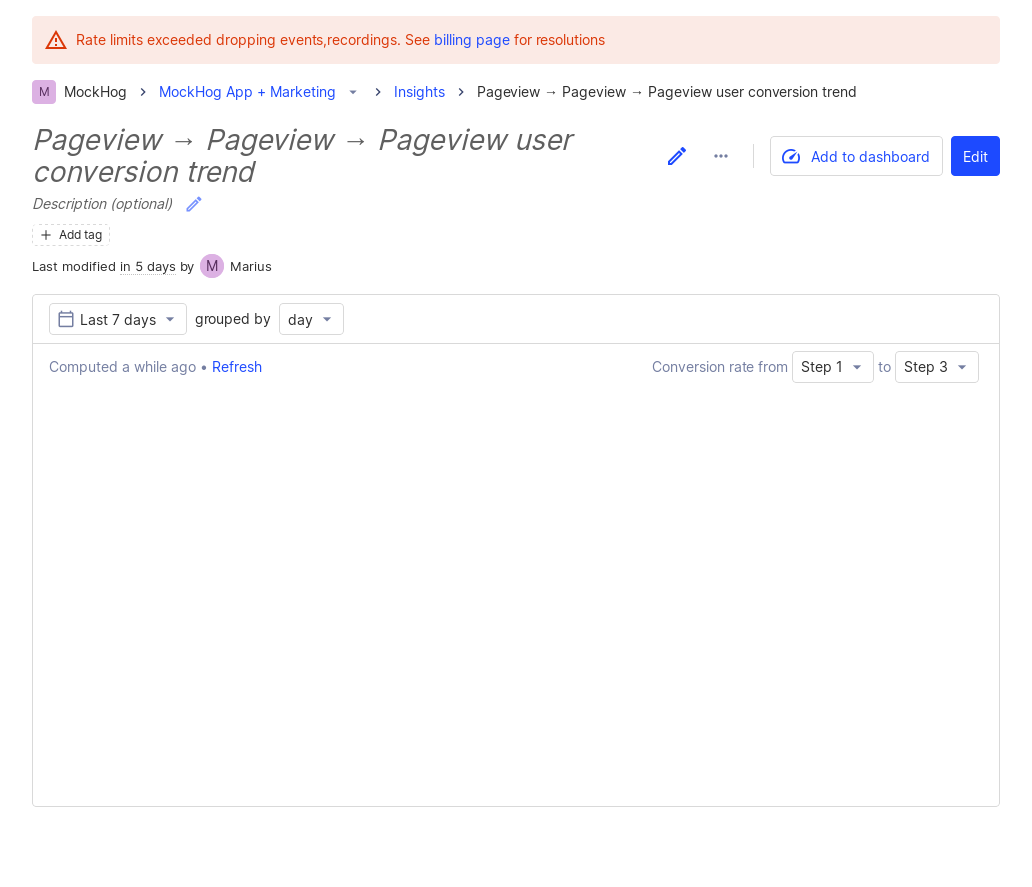 Rate limits exceeded dropping events,recordings. See billing page for resolutions
M MockHog MockHog App + Marketing Insights Pageview → Pageview → Pageview user conversion trend
Pageview → Pageview → Pageview user
conversion trend
Add to dashboard Edit
Description (optional)
Add tag
Last modified in 5 days by M Marius
Last 7 days grouped by day
Computed a while ago • Refresh Conversion rate from Step 1 to Step 3